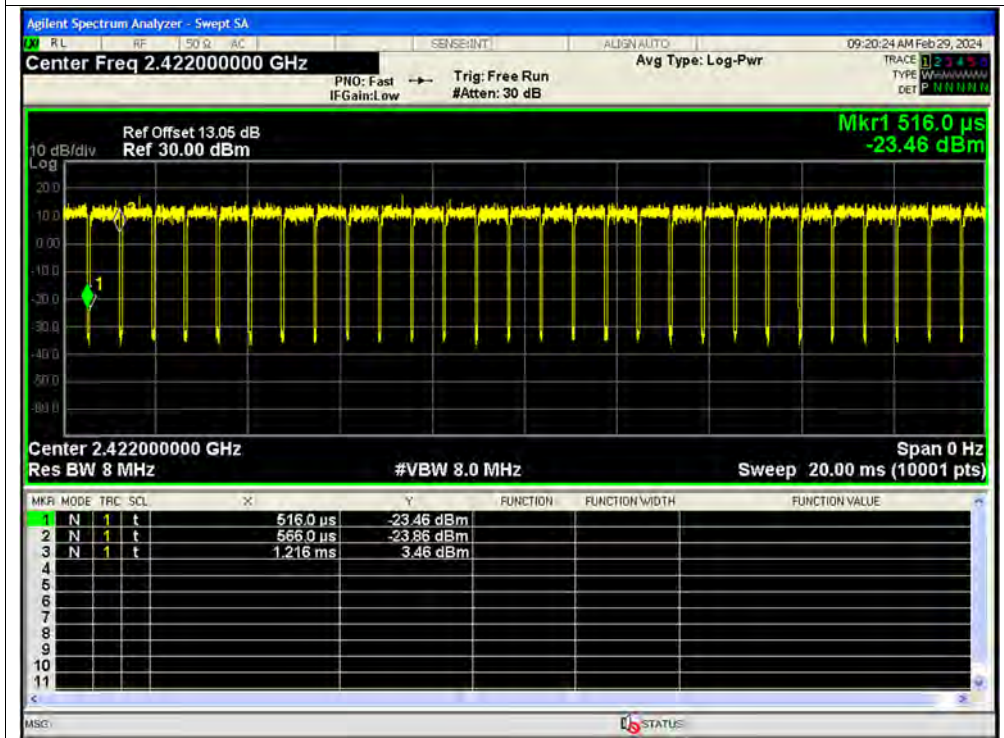 Agilent Spectrum Analyzer - Swept SA
RL RF 50 Ω AC SENSE:INT ALIGN AUTO 09:20:24 AM Feb 29, 2024
Center Freq 2.422000000 GHz Avg Type: Log-Pwr TRACE 1 2 3 4 5 6
PNO: Fast Trig: Free Run TYPE
IFGain:Low #Atten: 30 dB DET P N N N N N
Mkr1 516.0 µs
Ref Offset 13.05 dB
10 dB/div Ref 30.00 dBm -23.46 dBm
Log
20.0
10.0
0.00
-10.0
1
-20.0
-30.0
-40.0
-50.0
-60.0
Center 2.422000000 GHz Span 0 Hz
Res BW 8 MHz #VBW 8.0 MHz Sweep 20.00 ms (10001 pts)
MKR MODE TRC SCL X Y FUNCTION FUNCTION WIDTH FUNCTION VALUE
1 N 1 t 516.0 µs -23.46 dBm
2 N 1 t 566.0 µs -23.86 dBm
3 N 1 t 1.216 ms 3.46 dBm
4
5
6
7
8
9
10
11
MSG STATUS